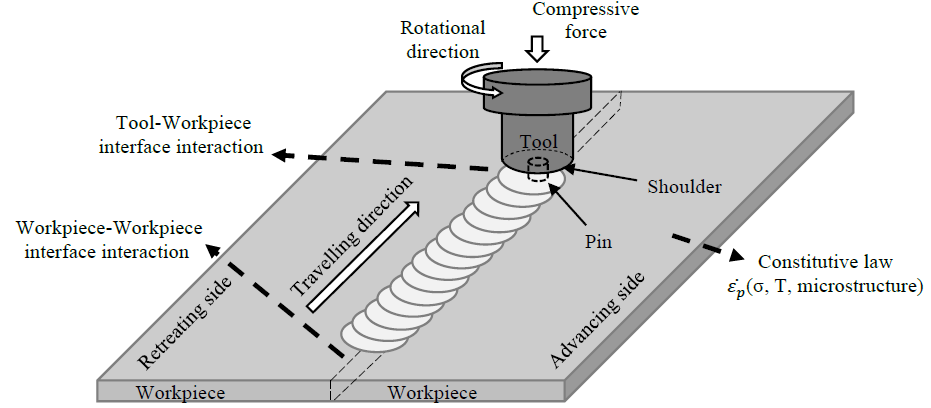 Compressive
force
Rotational
direction
Tool-Workpiece
interface interaction
Tool
Shoulder
Workpiece-Workpiece
interface interaction
Travelling direction
Pin
Constitutive law
ε̇ₚ(σ, T, microstructure)
Retreating side
Advancing side
Workpiece
Workpiece